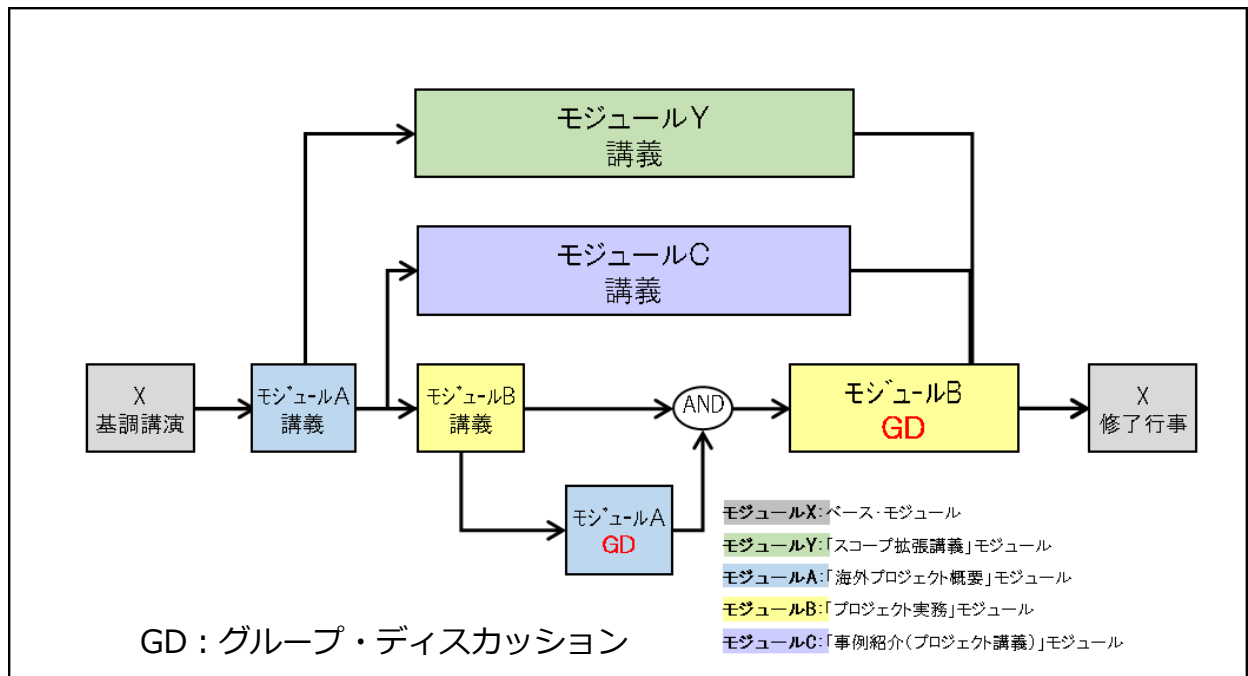 モジュールY
講義
モジュールC
講義
X
基調講演
モジュールA
講義
モジュールB
講義
AND
モジュールB
GD
X
修了行事
モジュールA
GD
モジュールX:ベース・モジュール
モジュールY:「スコープ拡張講義」モジュール
モジュールA:「海外プロジェクト概要」モジュール
モジュールB:「プロジェクト実務」モジュール
モジュールC:「事例紹介(プロジェクト講義)」モジュール
GD:グループ・ディスカッション